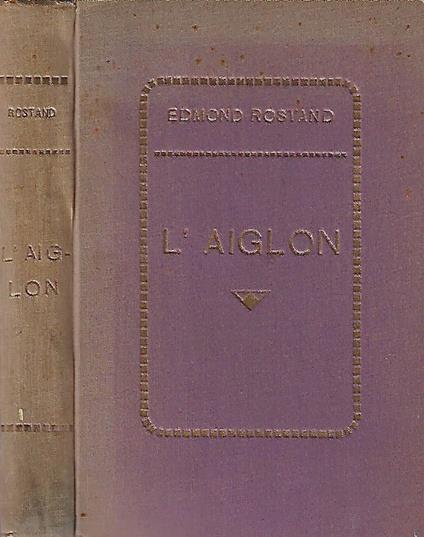 ROSTAND
L'AIG-
LON
EDMOND ROSTAND
L'AIGLON